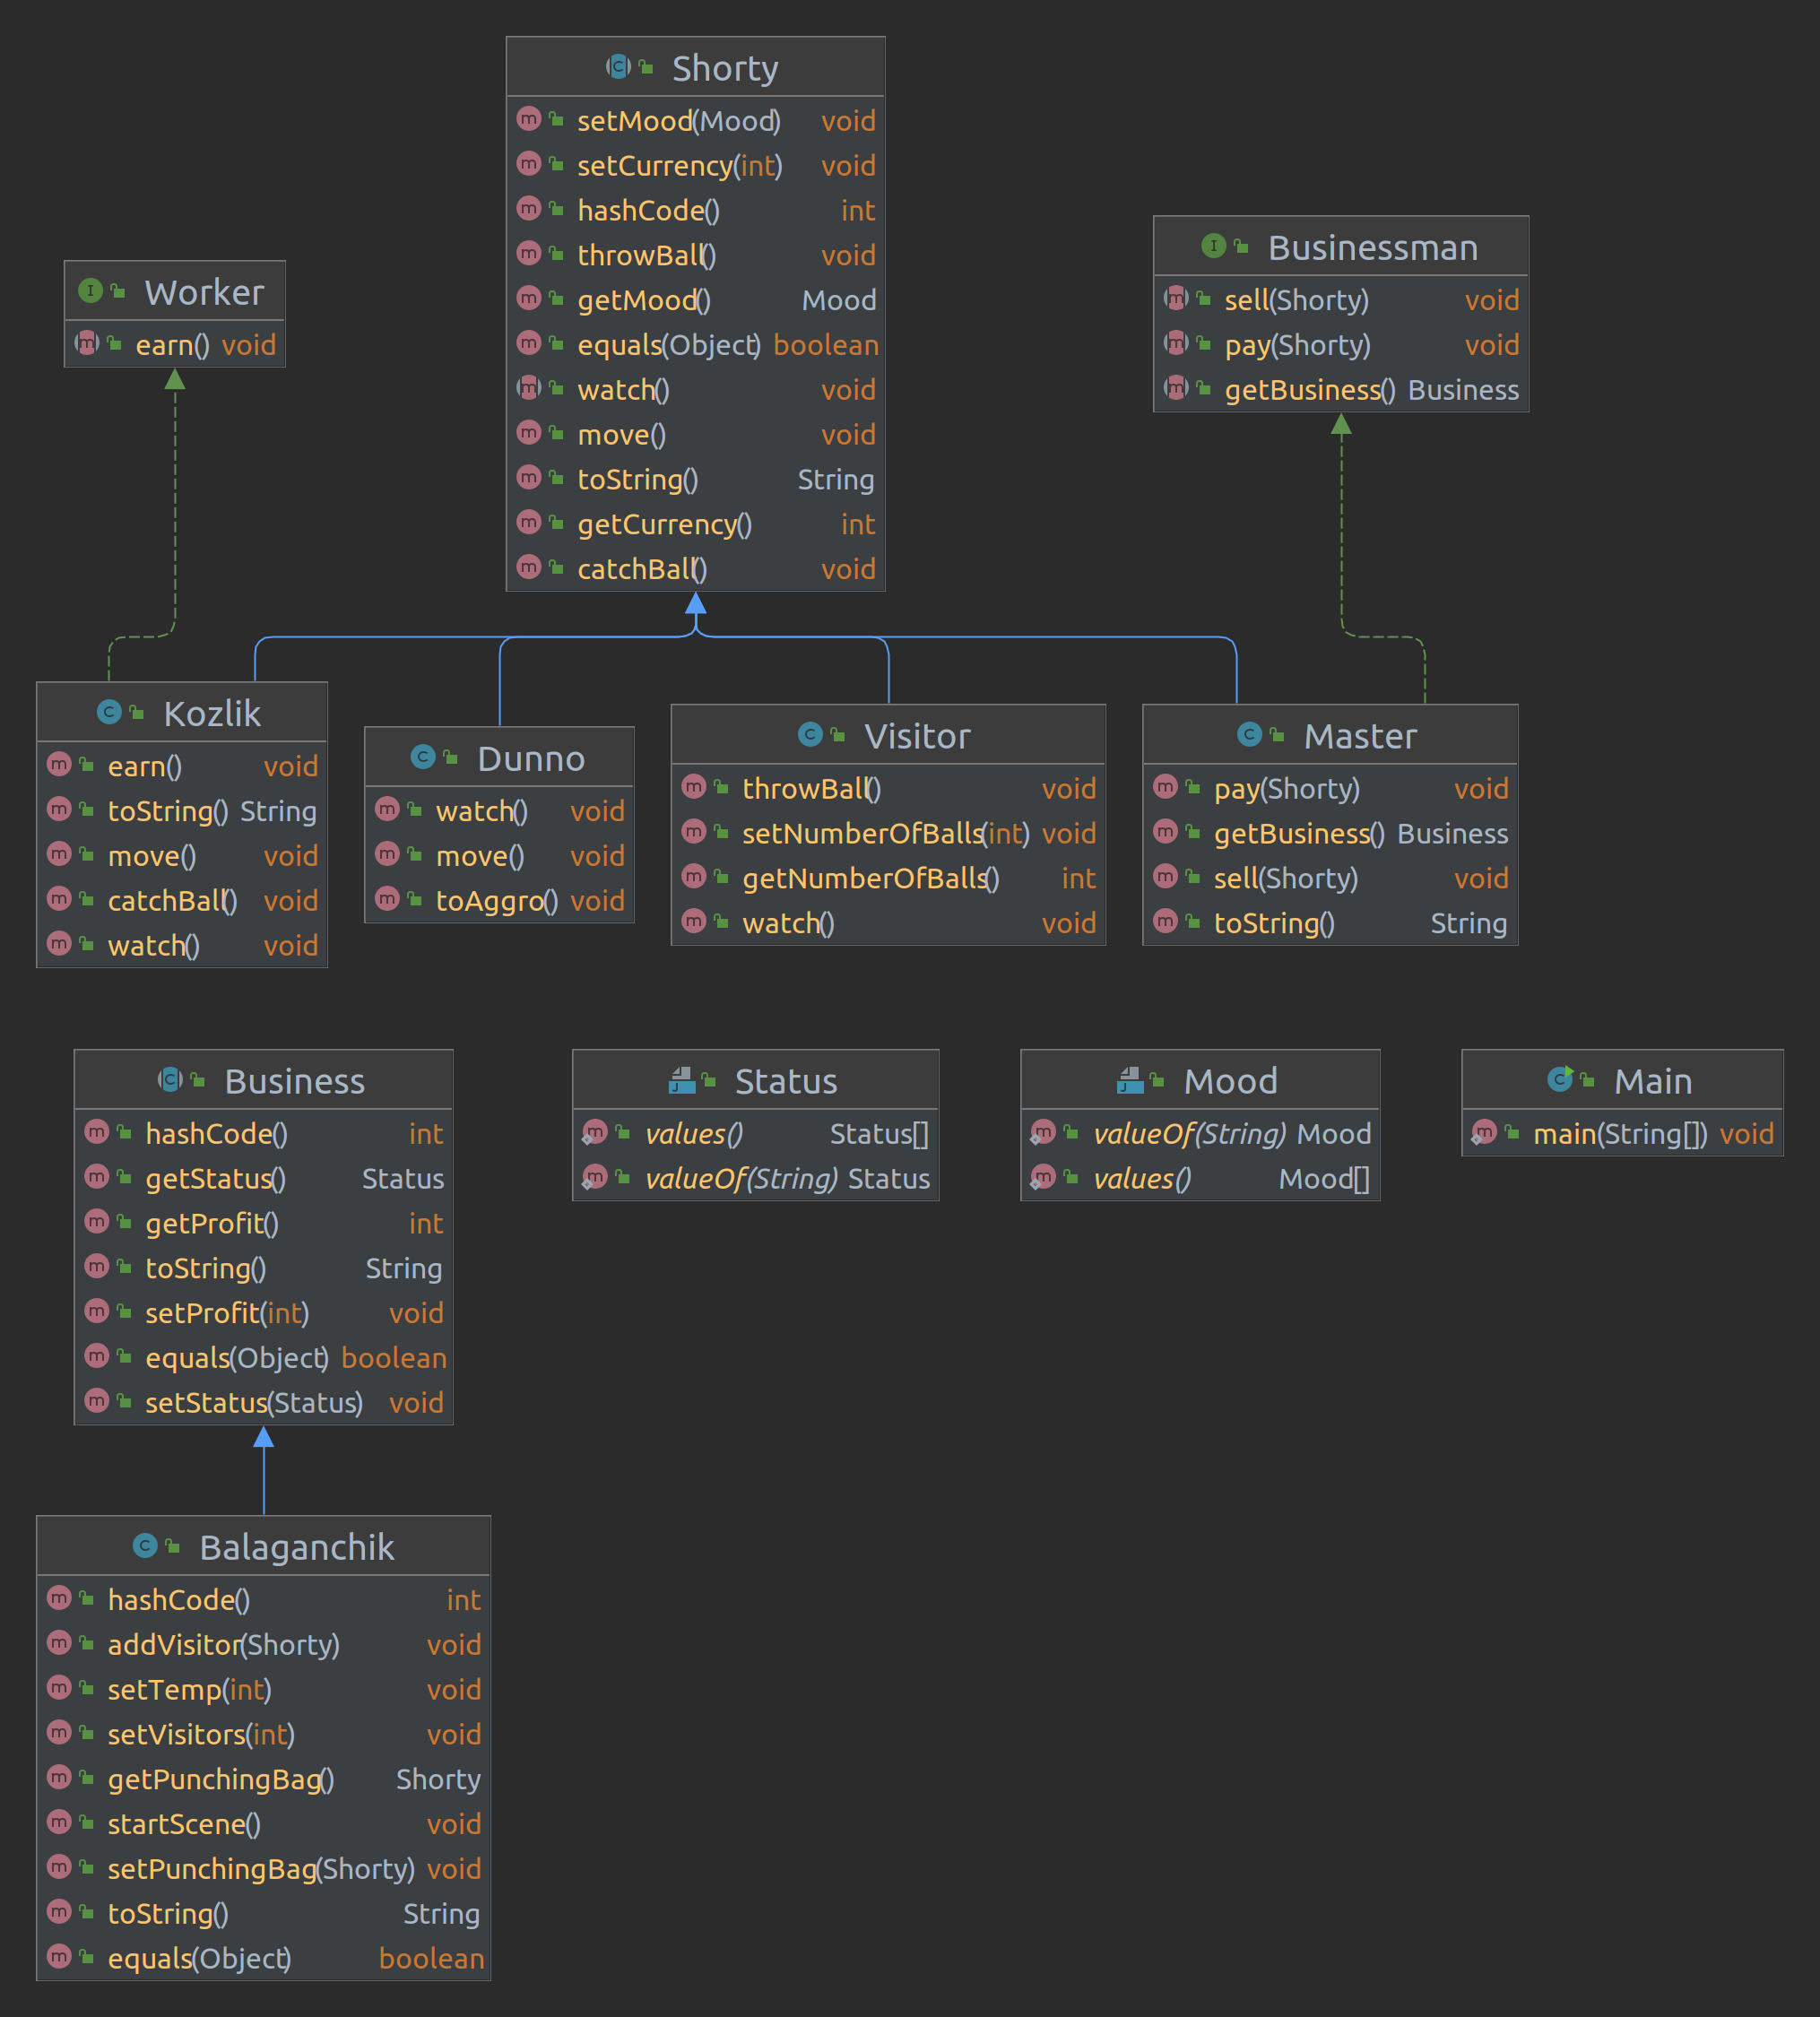 Shorty
setMood(Mood) void
setCurrency(int) void
hashCode() int
throwBall() void
getMood() Mood
equals(Object) boolean
watch() void
move() void
toString() String
getCurrency() int
catchBall() void
Worker
earn() void
Businessman
sell(Shorty) void
pay(Shorty) void
getBusiness() Business
Kozlik
earn() void
toString() String
move() void
catchBall() void
watch() void
Dunno
watch() void
move() void
toAggro() void
Visitor
throwBall() void
setNumberOfBalls(int) void
getNumberOfBalls() int
watch() void
Master
pay(Shorty) void
getBusiness() Business
sell(Shorty) void
toString() String
Business
hashCode() int
getStatus() Status
getProfit() int
toString() String
setProfit(int) void
equals(Object) boolean
setStatus(Status) void
Status
values() Status[]
valueOf(String) Status
Mood
valueOf(String) Mood
values() Mood[]
Main
main(String[]) void
Balaganchik
hashCode() int
addVisitor(Shorty) void
setTemp(int) void
setVisitors(int) void
getPunchingBag() Shorty
startScene() void
setPunchingBag(Shorty) void
toString() String
equals(Object) boolean